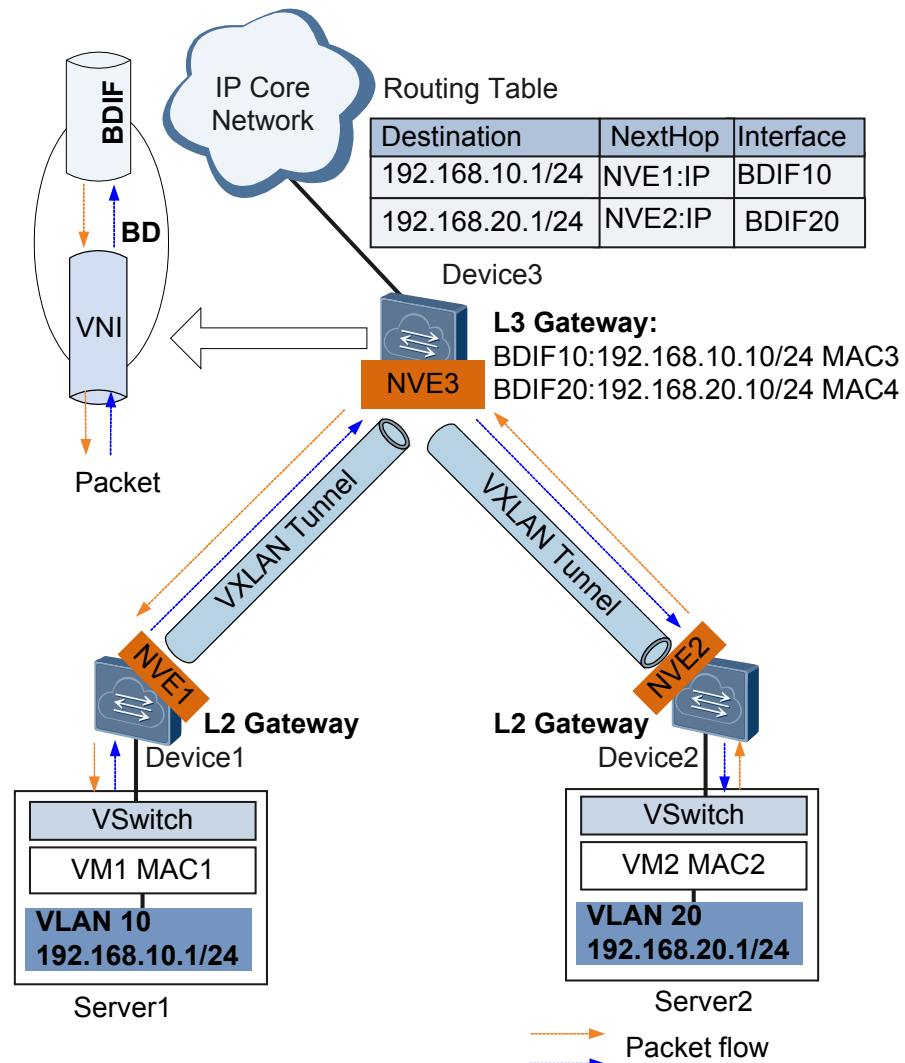 IP Core
Network
BDIF
BD
VNI
Packet
Routing Table
Destination NextHop Interface
192.168.10.1/24 NVE1:IP BDIF10
192.168.20.1/24 NVE2:IP BDIF20
Device3
L3 Gateway:
BDIF10:192.168.10.10/24 MAC3
BDIF20:192.168.20.10/24 MAC4
NVE3
VXLAN Tunnel
VXLAN Tunnel
NVE1
L2 Gateway
Device1
NVE2
L2 Gateway
Device2
VSwitch
VM1 MAC1
VLAN 10
192.168.10.1/24
Server1
VSwitch
VM2 MAC2
VLAN 20
192.168.20.1/24
Server2
Packet flow